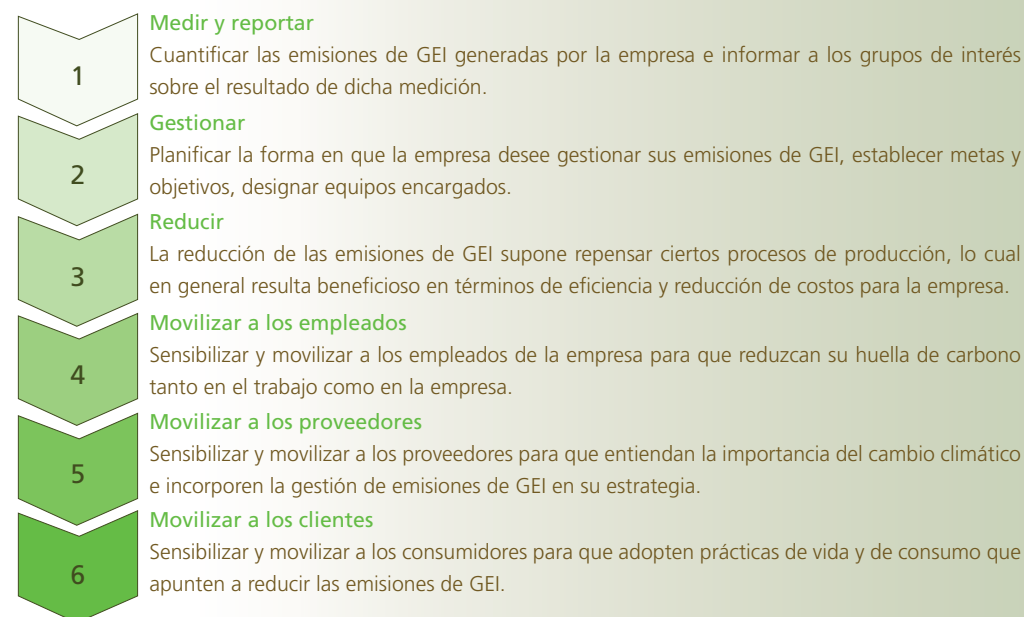 Medir y reportar
1
Cuantificar las emisiones de GEI generadas por la empresa e informar a los grupos de interés
sobre el resultado de dicha medición.
Gestionar
2
Planificar la forma en que la empresa desee gestionar sus emisiones de GEI, establecer metas y
objetivos, designar equipos encargados.
Reducir
3
La reducción de las emisiones de GEI supone repensar ciertos procesos de producción, lo cual
en general resulta beneficioso en términos de eficiencia y reducción de costos para la empresa.
Movilizar a los empleados
4
Sensibilizar y movilizar a los empleados de la empresa para que reduzcan su huella de carbono
tanto en el trabajo como en la empresa.
Movilizar a los proveedores
5
Sensibilizar y movilizar a los proveedores para que entiendan la importancia del cambio climático
e incorporen la gestión de emisiones de GEI en su estrategia.
Movilizar a los clientes
6
Sensibilizar y movilizar a los consumidores para que adopten prácticas de vida y de consumo que
apunten a reducir las emisiones de GEI.